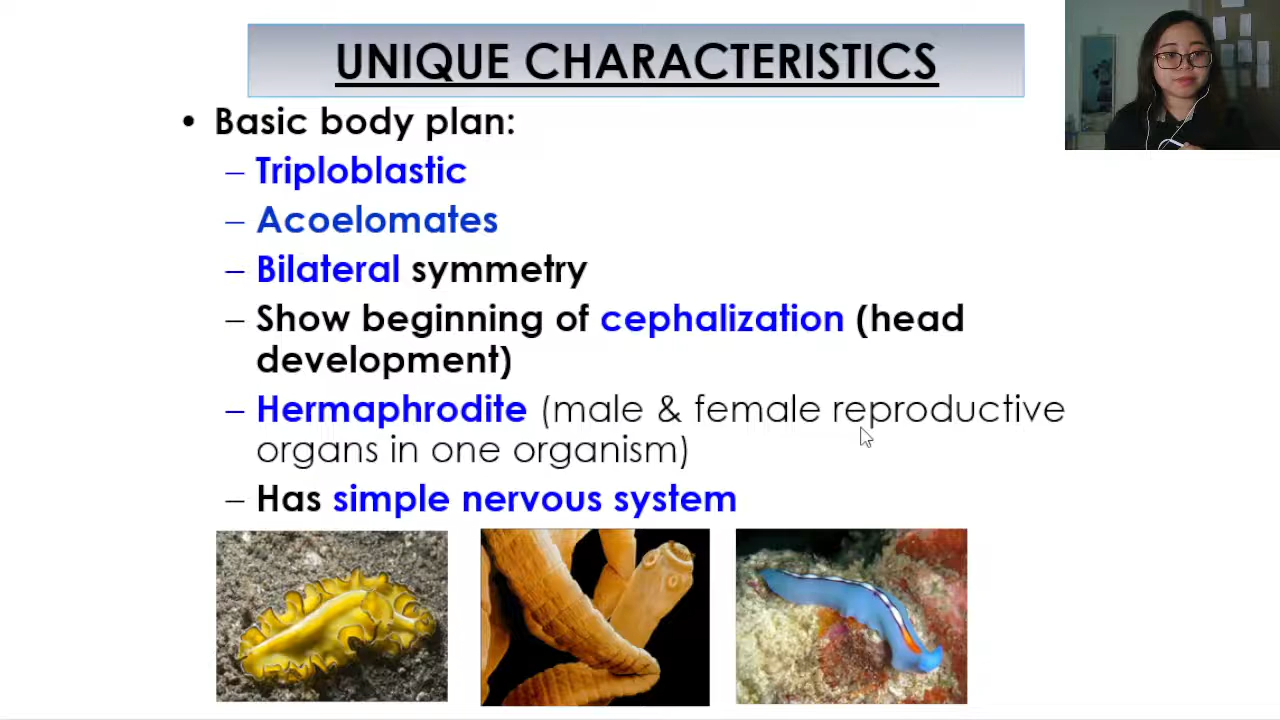 UNIQUE CHARACTERISTICS
• Basic body plan:
– Triploblastic
– Acoelomates
– Bilateral symmetry
– Show beginning of cephalization (head
development)
– Hermaphrodite (male & female reproductive
organs in one organism)
– Has simple nervous system